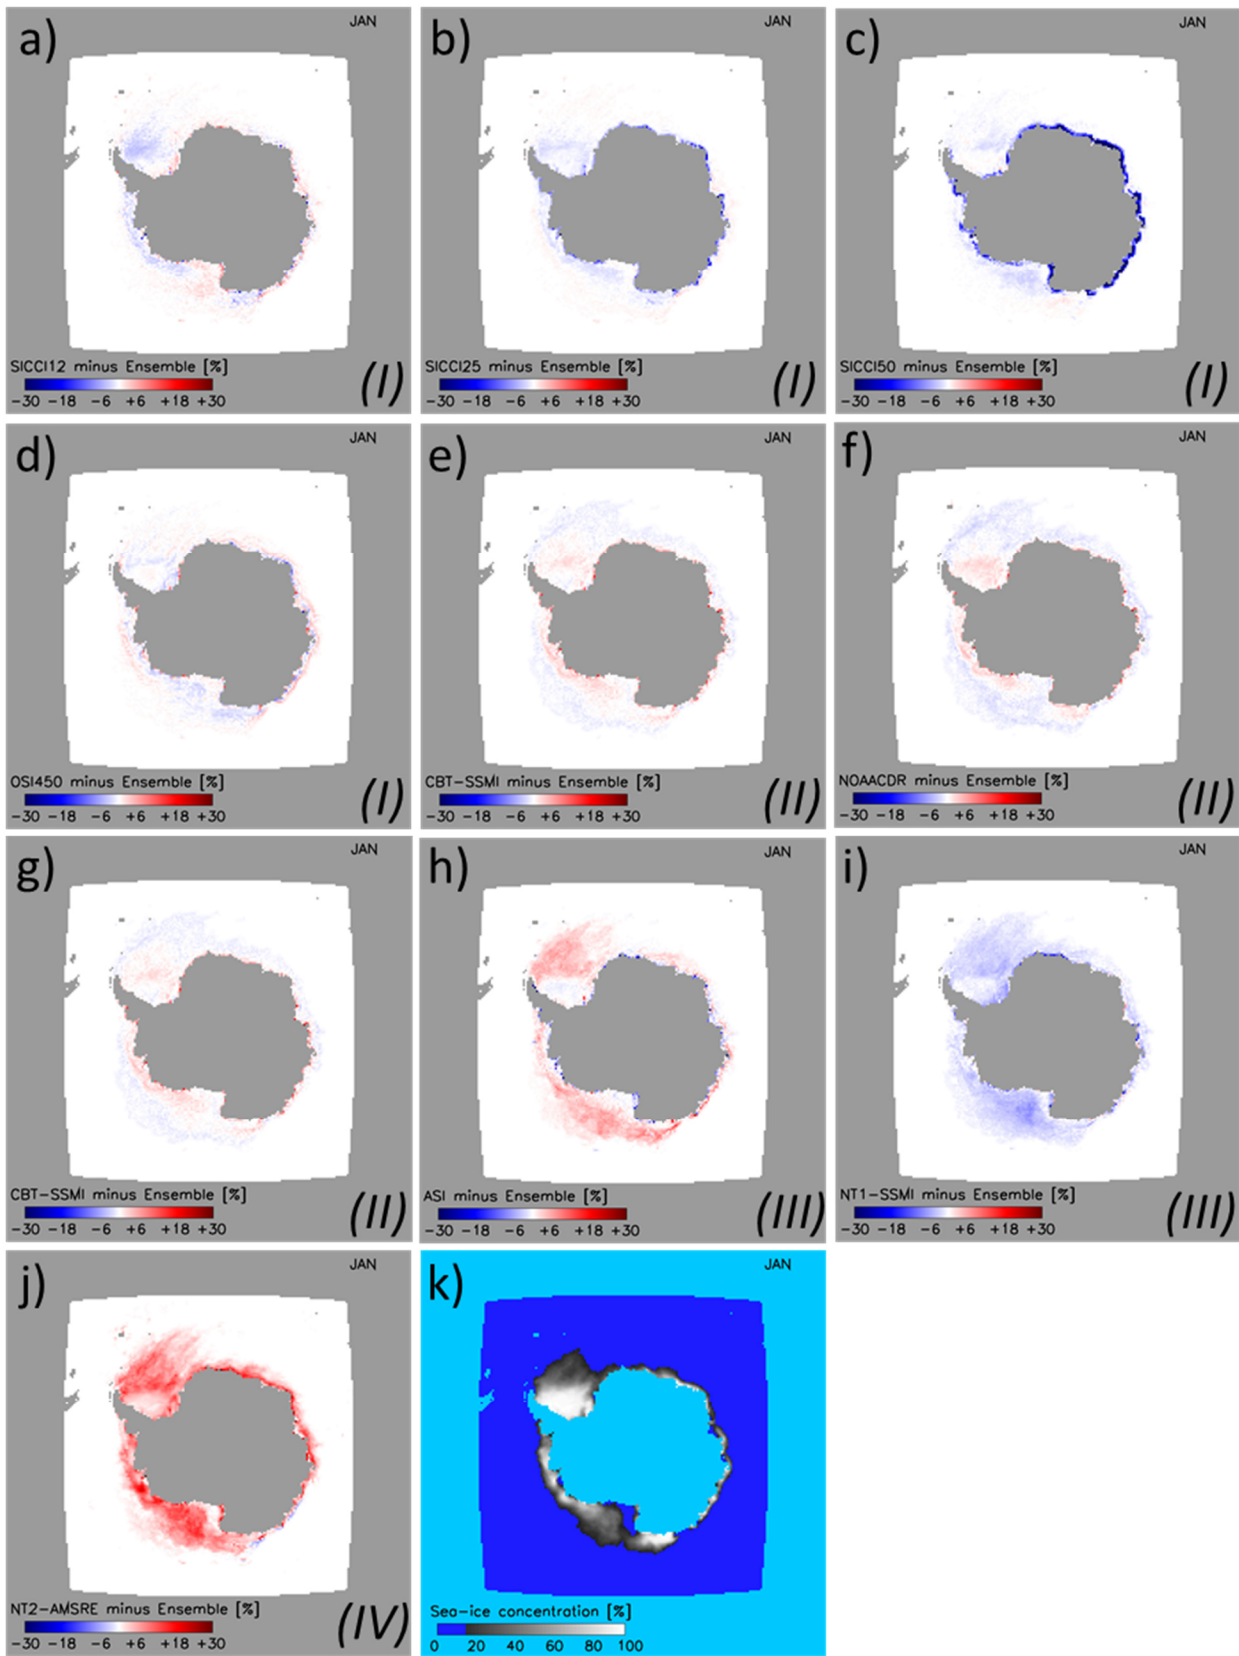 a)
JAN
SICCI12 minus Ensemble [%]
-30 -18 -6 +6 +18 +30
(I)
b)
JAN
SICCI25 minus Ensemble [%]
-30 -18 -6 +6 +18 +30
(I)
c)
JAN
SICCI50 minus Ensemble [%]
-30 -18 -6 +6 +18 +30
(I)
d)
JAN
OSI450 minus Ensemble [%]
-30 -18 -6 +6 +18 +30
(I)
e)
JAN
CBT-SSMI minus Ensemble [%]
-30 -18 -6 +6 +18 +30
(II)
f)
JAN
NOAACDR minus Ensemble [%]
-30 -18 -6 +6 +18 +30
(II)
g)
JAN
CBT-SSMI minus Ensemble [%]
-30 -18 -6 +6 +18 +30
(II)
h)
JAN
ASI minus Ensemble [%]
-30 -18 -6 +6 +18 +30
(III)
i)
JAN
NT1-SSMI minus Ensemble [%]
-30 -18 -6 +6 +18 +30
(III)
j)
JAN
NT2-AMSRE minus Ensemble [%]
-30 -18 -6 +6 +18 +30
(IV)
k)
JAN
Sea-ice concentration [%]
0 20 40 60 80 100